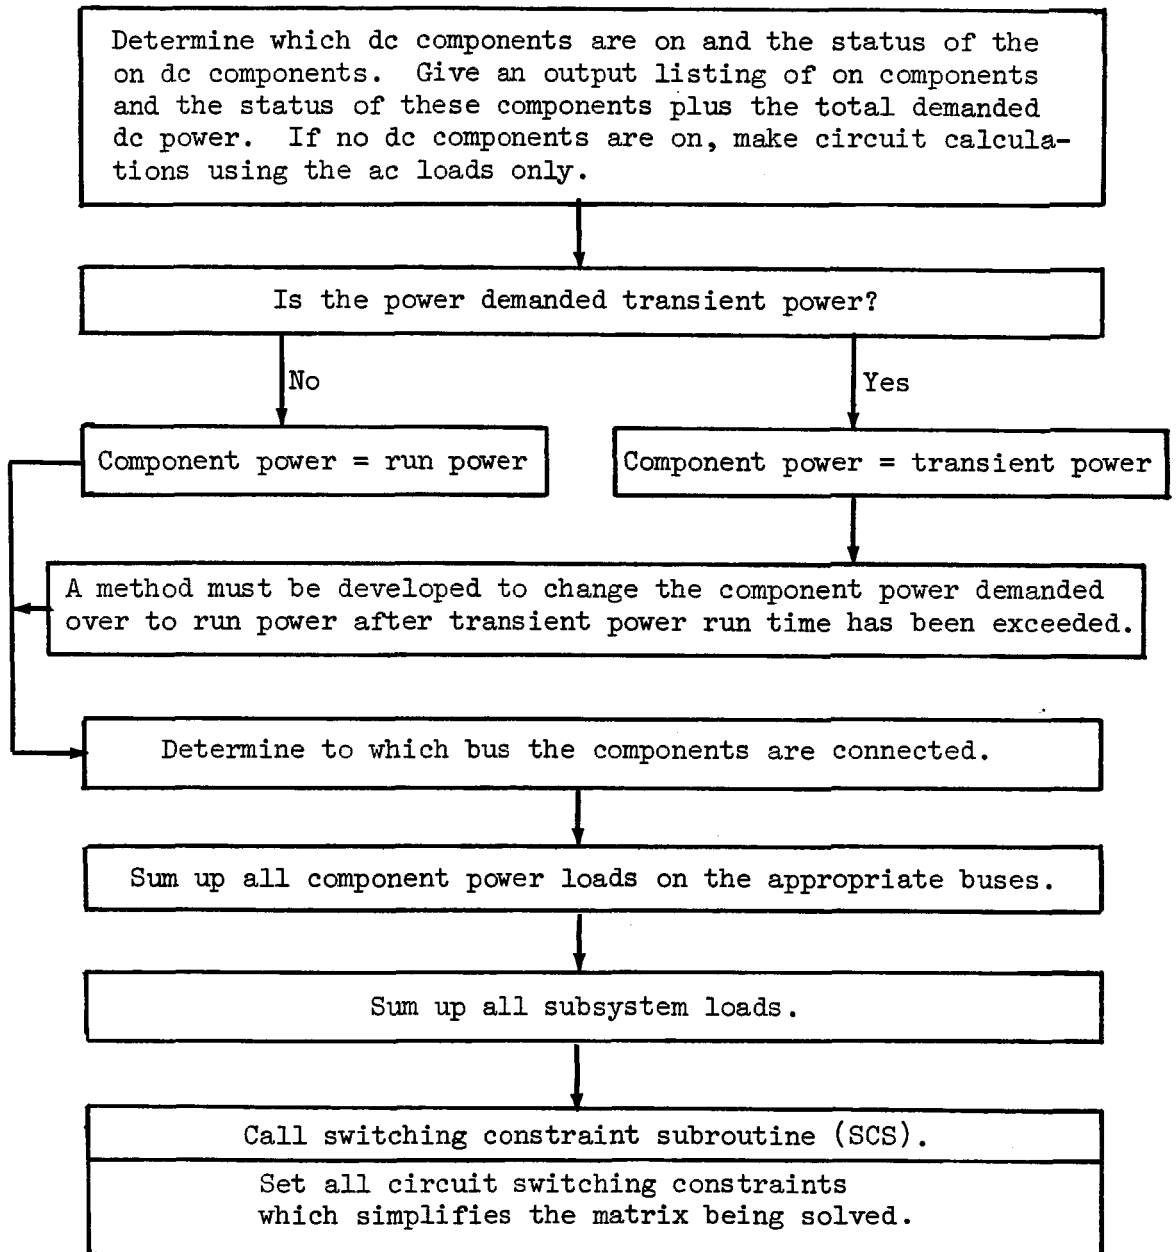 Determine which dc components are on and the status of the
on dc components. Give an output listing of on components
and the status of these components plus the total demanded
dc power. If no dc components are on, make circuit calcula-
tions using the ac loads only.
Is the power demanded transient power?
No
Yes
Component power = run power
Component power = transient power
A method must be developed to change the component power demanded
over to run power after transient power run time has been exceeded.
Determine to which bus the components are connected.
Sum up all component power loads on the appropriate buses.
Sum up all subsystem loads.
Call switching constraint subroutine (SCS).
Set all circuit switching constraints
which simplifies the matrix being solved.